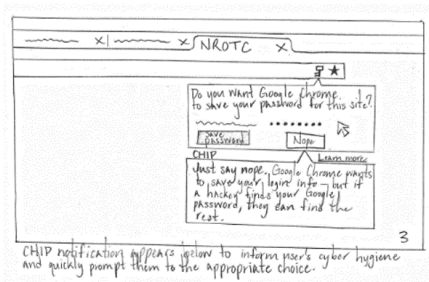 NROTC
Do you want Google Chrome
to save your password for this site?
Save
password
Nope
CHIP
Learn more
Just say nope. Google Chrome wants
to save your login info - but if
a hacker finds your Google
password, they can find the
rest.
3
CHIP notification appears below to inform user's cyber hygiene
and quickly prompt them to the appropriate choice.